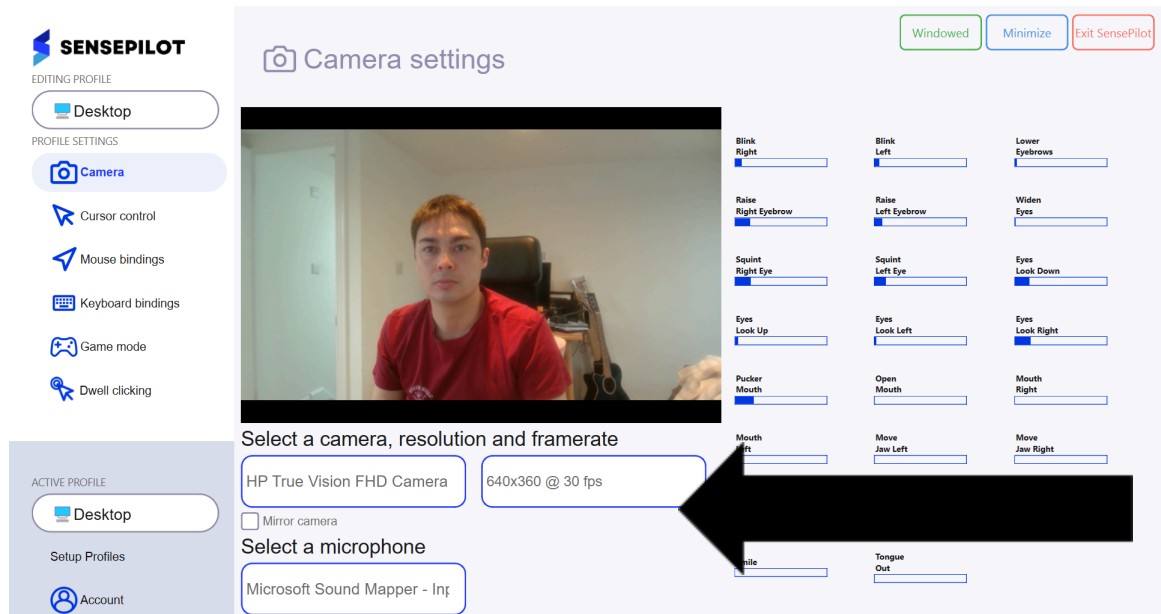 SENSEPILOT
EDITING PROFILE
Desktop
PROFILE SETTINGS
Camera
Cursor control
Mouse bindings
Keyboard bindings
Game mode
Dwell clicking
ACTIVE PROFILE
Desktop
Setup Profiles
Account
Camera settings
Windowed
Minimize
Exit SensePilot
Select a camera, resolution and framerate
HP True Vision FHD Camera
640x360 @ 30 fps
Mirror camera
Select a microphone
Microsoft Sound Mapper - Inp
Blink
Right
Blink
Left
Lower
Eyebrows
Raise
Right Eyebrow
Raise
Left Eyebrow
Widen
Eyes
Squint
Right Eye
Squint
Left Eye
Eyes
Look Down
Eyes
Look Up
Eyes
Look Left
Eyes
Look Right
Pucker
Mouth
Open
Mouth
Mouth
Right
Mouth
Move
Jaw Left
Move
Jaw Right
Tongue
Out